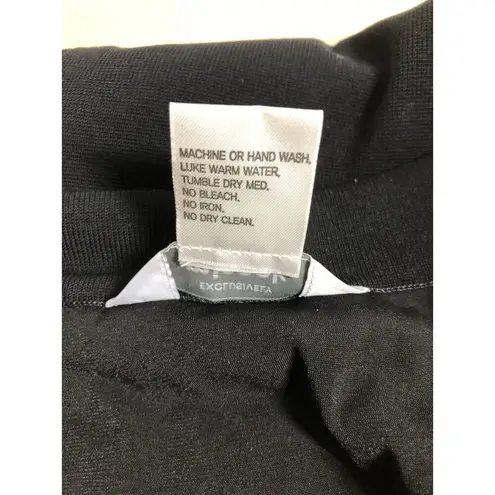 MACHINE OR HAND WASH.
LUKE WARM WATER.
TUMBLE DRY MED.
NO BLEACH.
NO IRON.
NO DRY CLEAN.